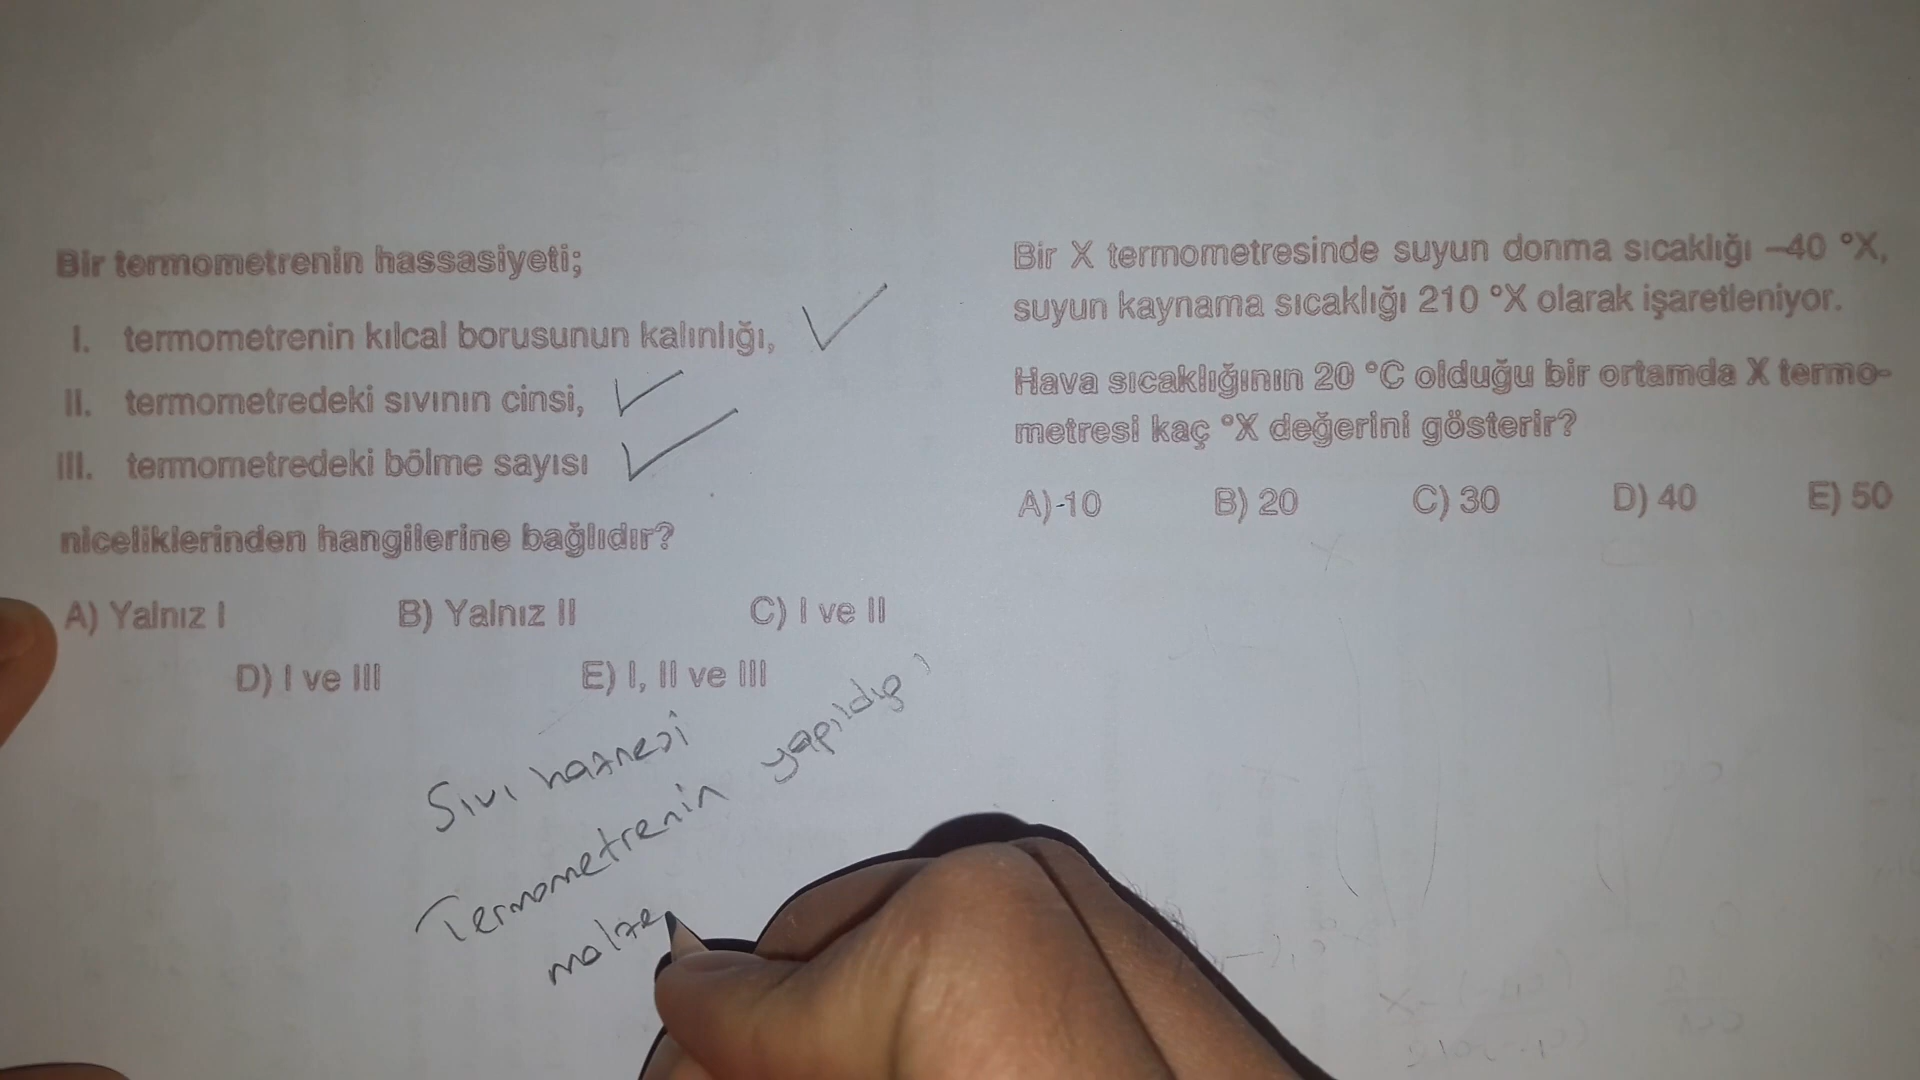 Bir termometrenin hassasiyeti;
I. termometrenin kılcal borusunun kalınlığı,
II. termometredeki sıvının cinsi,
III. termometredeki bölme sayısı
niceliklerinden hangilerine bağlıdır?
A) Yalnız I B) Yalnız II C) I ve II
D) I ve III E) I, II ve III
Sıvı haznesi
Termometrenin yapıldığı
malze
Bir X termometresinde suyun donma sıcaklığı –40 °X,
suyun kaynama sıcaklığı 210 °X olarak işaretleniyor.
Hava sıcaklığının 20 °C olduğu bir ortamda X termo-
metresi kaç °X değerini gösterir?
A) -10 B) 20 C) 30 D) 40 E) 50